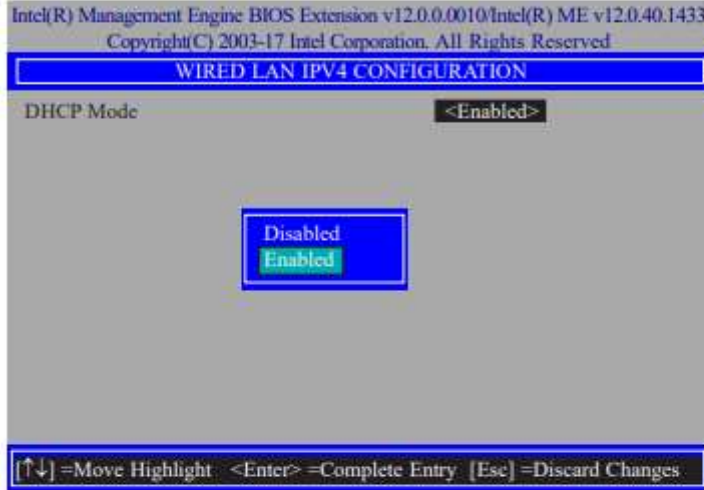 Intel(R) Management Engine BIOS Extension v12.0.0.0010/Intel(R) ME v12.0.40.1433
Copyright(C) 2003-17 Intel Corporation. All Rights Reserved
WIRED LAN IPV4 CONFIGURATION
DHCP Mode <Enabled>
Disabled
Enabled
[↑↓] =Move Highlight <Enter> =Complete Entry [Esc] =Discard Changes